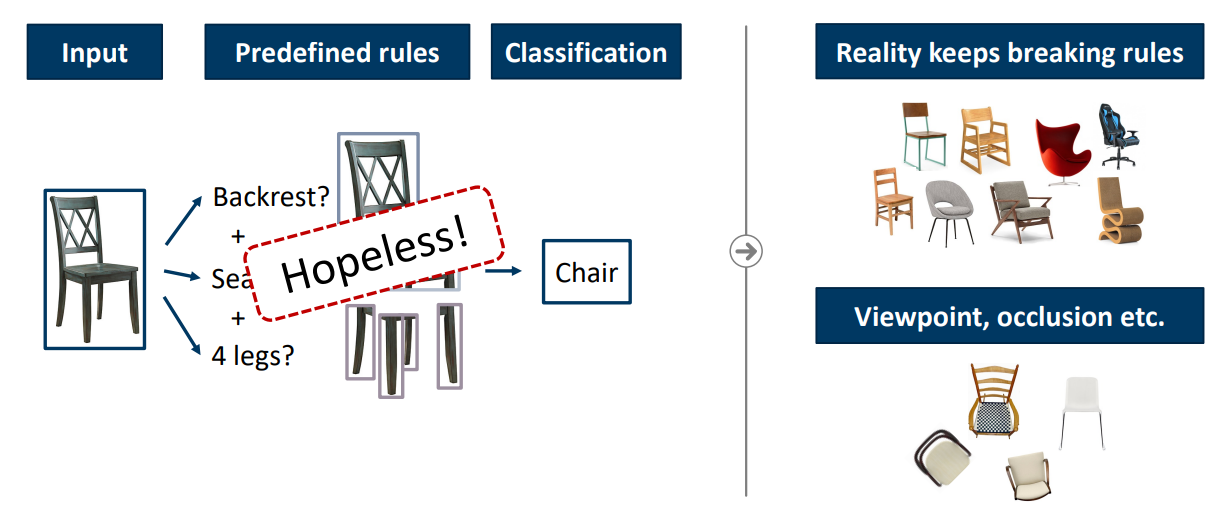 Input
Predefined rules
Classification
Reality keeps breaking rules
Backrest?
+
Sea
+
4 legs?
Hopeless!
Chair
Viewpoint, occlusion etc.